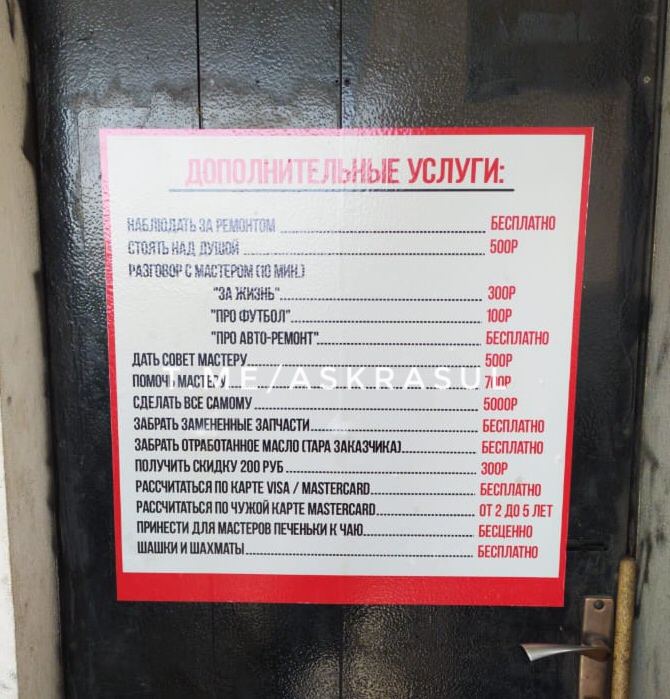 ДОПОЛНИТЕЛЬНЫЕ УСЛУГИ:
НАБЛЮДАТЬ ЗА РЕМОНТОМ БЕСПЛАТНО
СТОЯТЬ НАД ДУШОЙ 500Р
РАЗГОВОР С МАСТЕРОМ (10 МИН.)
"ЗА ЖИЗНЬ" 300Р
"ПРО ФУТБОЛ" 100Р
"ПРО АВТО-РЕМОНТ" БЕСПЛАТНО
ДАТЬ СОВЕТ МАСТЕРУ 500Р
ПОМОЧЬ МАСТЕРУ 700Р
T.ME/ASKRASUL
СДЕЛАТЬ ВСЕ САМОМУ 5000Р
ЗАБРАТЬ ЗАМЕНЕННЫЕ ЗАПЧАСТИ БЕСПЛАТНО
ЗАБРАТЬ ОТРАБОТАННОЕ МАСЛО (ТАРА ЗАКАЗЧИКА) БЕСПЛАТНО
ПОЛУЧИТЬ СКИДКУ 200 РУБ 300Р
РАССЧИТАТЬСЯ ПО КАРТЕ VISA / MASTERCARD БЕСПЛАТНО
РАССЧИТАТЬСЯ ПО ЧУЖОЙ КАРТЕ MASTERCARD ОТ 2 ДО 5 ЛЕТ
ПРИНЕСТИ ДЛЯ МАСТЕРОВ ПЕЧЕНЬКИ К ЧАЮ БЕСЦЕННО
ШАШКИ И ШАХМАТЫ БЕСПЛАТНО